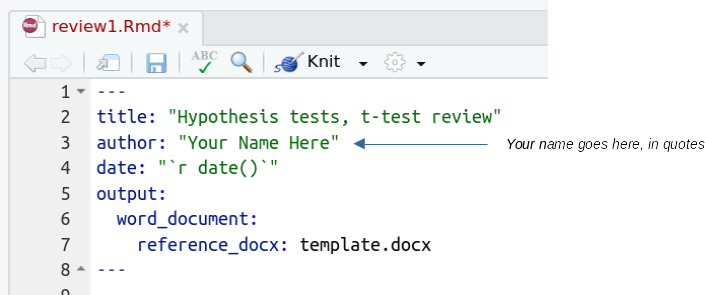 Rmd review1.Rmd* ×
ABC Knit
1 ---
2 title: "Hypothesis tests, t-test review"
3 author: "Your Name Here" Your name goes here, in quotes
4 date: "`r date()`"
5 output:
6 word_document:
7 reference_docx: template.docx
8 ---